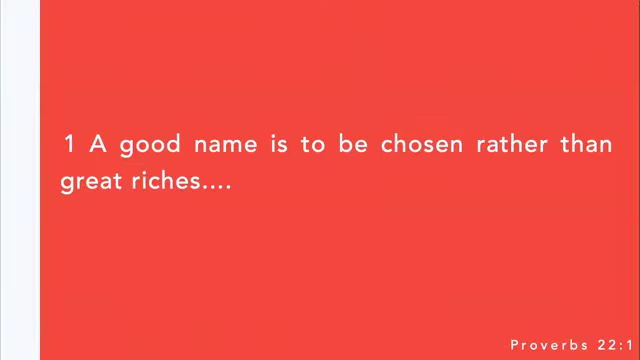 1 A good name is to be chosen rather than
great riches....
Proverbs 22:1